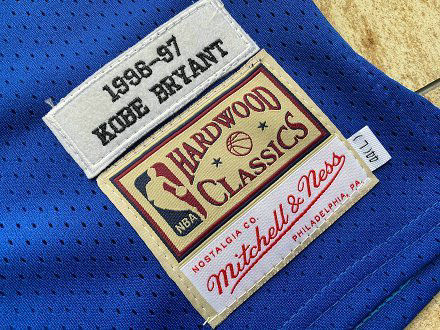 1996-97
KOBE BRYANT
HARDWOOD
CLASSICS
NBA
NOSTALGIA CO.
Mitchell & Ness
PHILADELPHIA, PA.